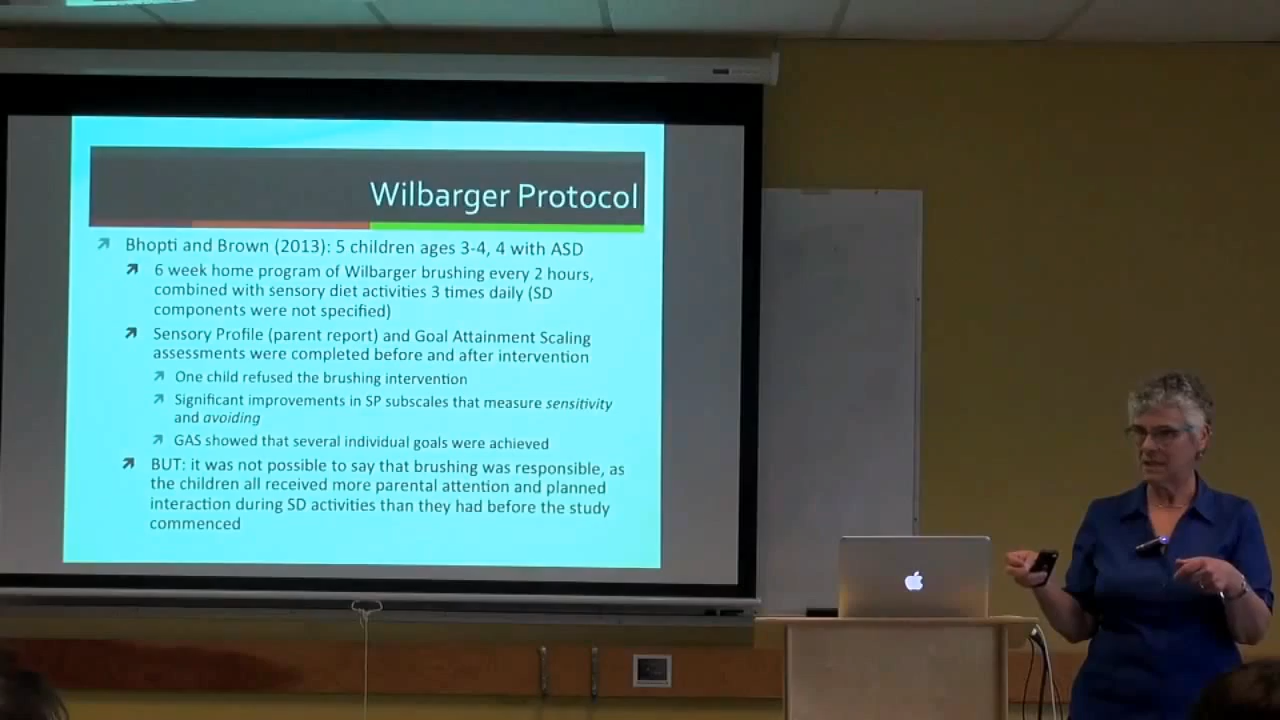 Wilbarger Protocol
Bhopti and Brown (2013): 5 children ages 3-4, 4 with ASD
6 week home program of Wilbarger brushing every 2 hours,
combined with sensory diet activities 3 times daily (SD
components were not specified)
Sensory Profile (parent report) and Goal Attainment Scaling
assessments were completed before and after intervention
One child refused the brushing intervention
Significant improvements in SP subscales that measure sensitivity
and avoiding
GAS showed that several individual goals were achieved
BUT: it was not possible to say that brushing was responsible, as
the children all received more parental attention and planned
interaction during SD activities than they had before the study
commenced